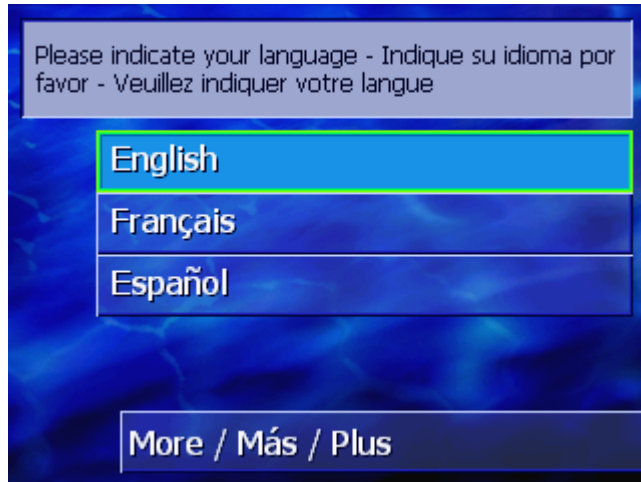 Please indicate your language - Indique su idioma por
favor - Veuillez indiquer votre langue
English
Français
Español
More / Más / Plus